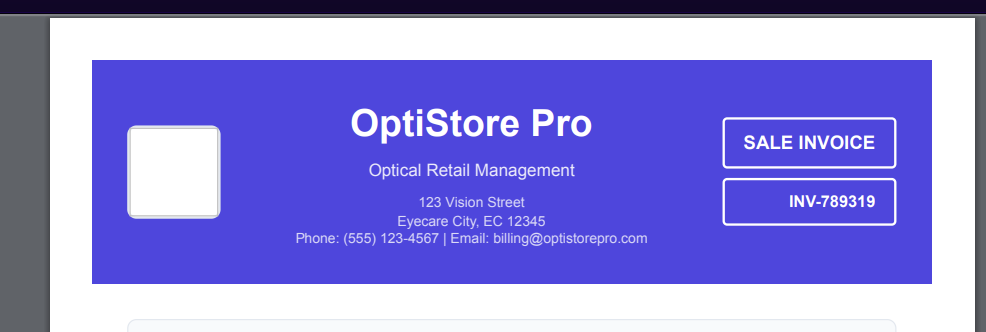 OptiStore Pro
Optical Retail Management
123 Vision Street
Eyecare City, EC 12345
Phone: (555) 123-4567 | Email: billing@optistorepro.com
SALE INVOICE
INV-789319